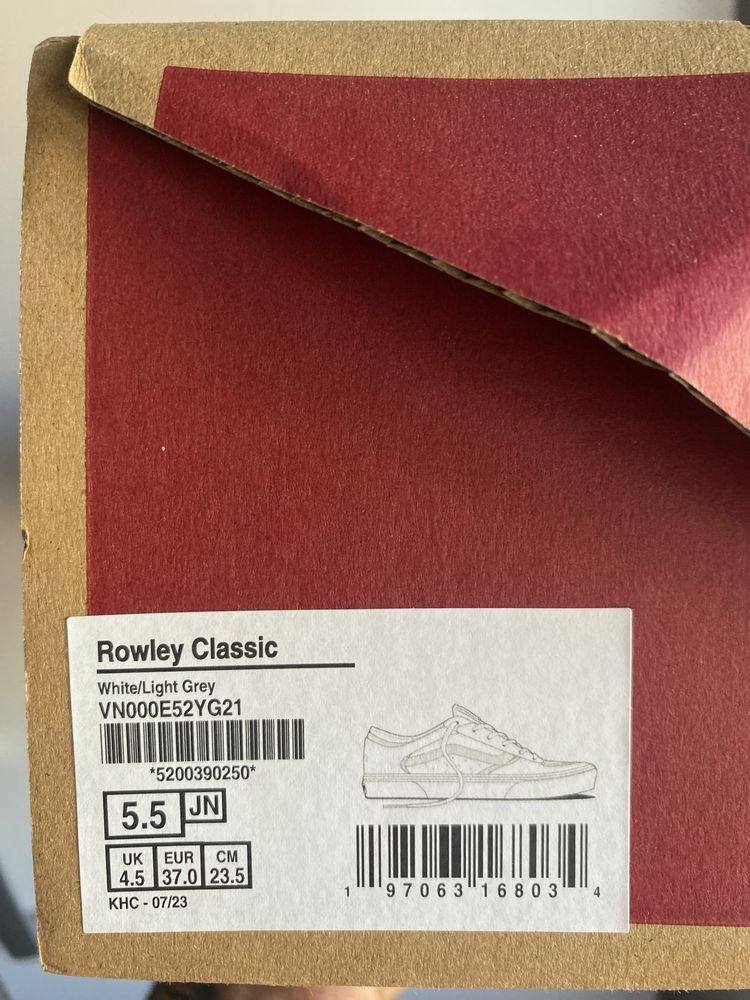 Rowley Classic
White/Light Grey
VN000E52YG21
*5200390250*
5.5 JN
UK EUR CM
4.5 37.0 23.5
KHC - 07/23
1 97063 16803 4